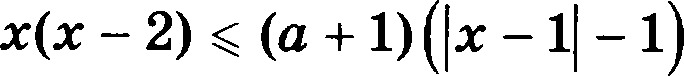 x(x − 2) ⩽ (a + 1)(|x − 1| − 1)